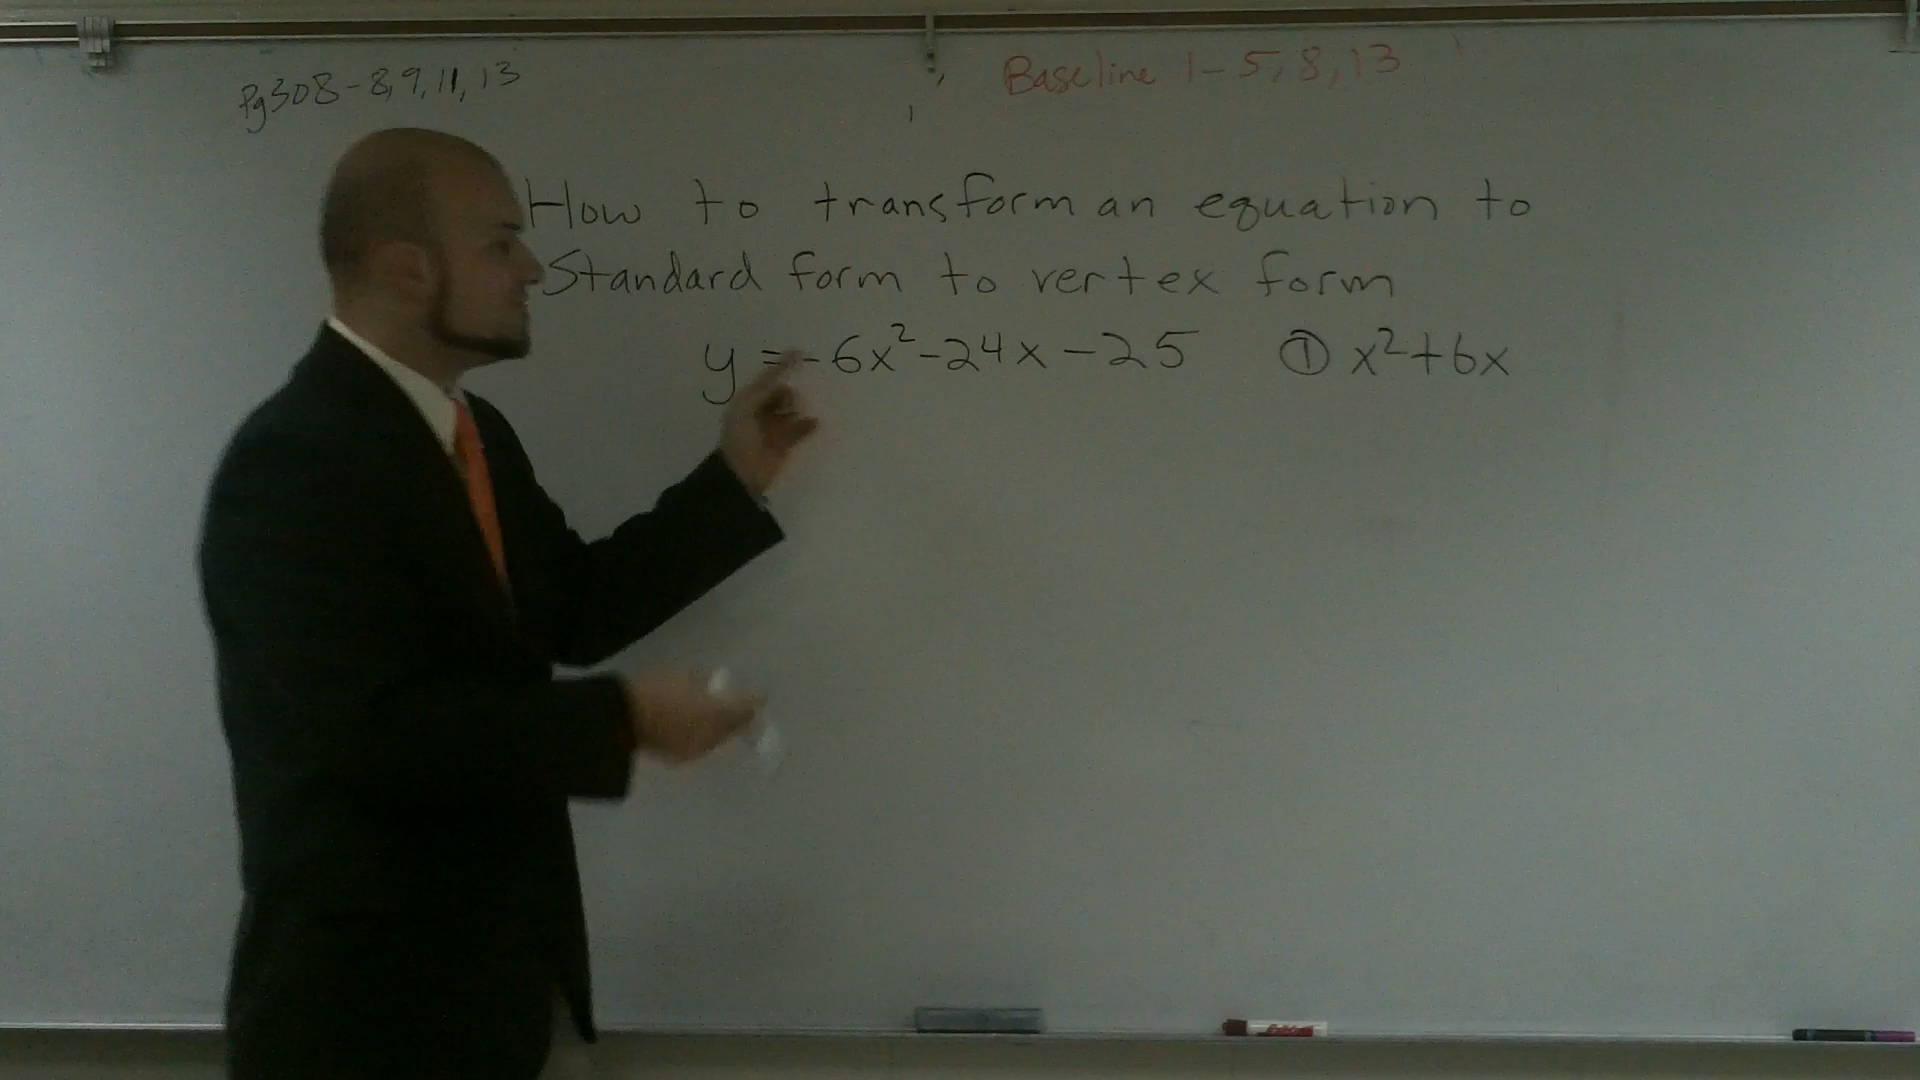 Pg308-8,9,11,13
Baseline 1-5,8,13
How to transform an equation to
Standard form to vertex form
y = -6x²-24x-25 ① x²+6x